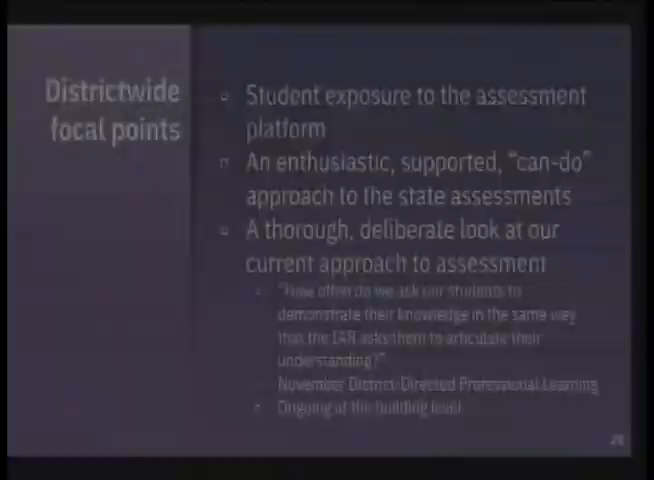 Districtwide
focal points
Student exposure to the assessment
platform
An enthusiastic, supported, “can-do”
approach to the state assessments
A thorough, deliberate look at our
current approach to assessment
“How often do we ask our students to
demonstrate their knowledge in the same way
that the IAR asks them to articulate their
understanding?”
November District-Directed Professional Learning
Ongoing at the building level